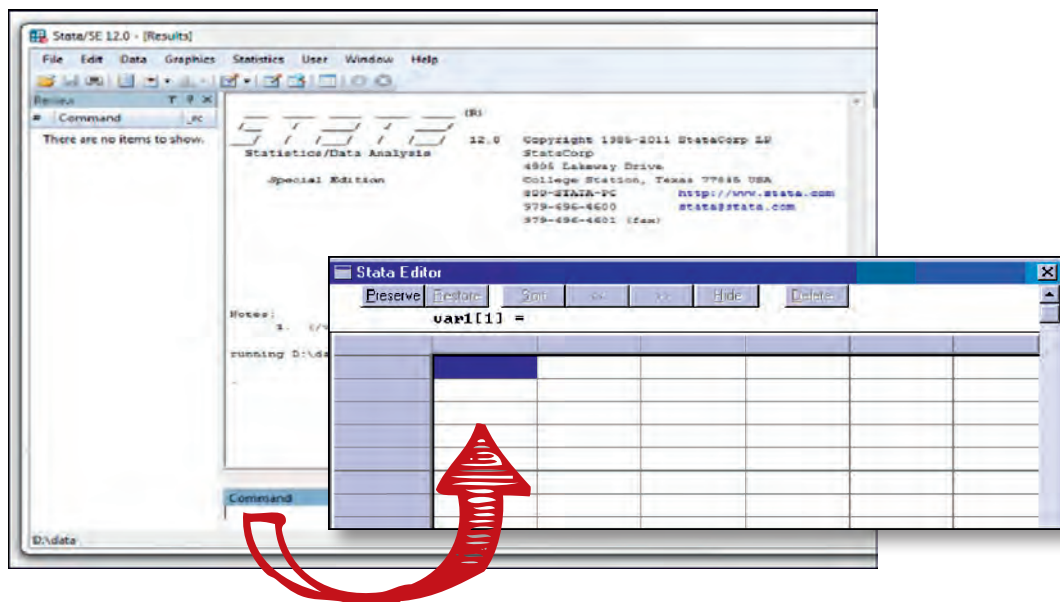 Stata/SE 12.0 - [Results]
File Edit Data Graphics Statistics User Window Help
Review
# Command _rc
There are no items to show.
(R)
STATA 12.0 Copyright 1985-2011 StataCorp LP
Statistics/Data Analysis StataCorp
4905 Lakeway Drive
Special Edition College Station, Texas 77845 USA
800-STATA-PC http://www.stata.com
979-696-4600 stata@stata.com
979-696-4601 (fax)
Notes:
1.
running D:\da
.
Command
D:\data
Stata Editor
Preserve Restore Sort << >> Hide Delete
var1[1] =